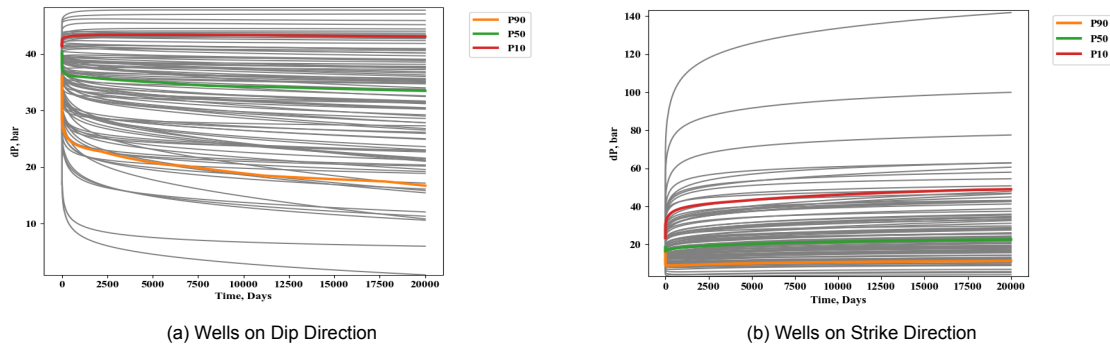 P90
P50
P10
40
30
20
10
dP, bar
0 2500 5000 7500 10000 12500 15000 17500 20000
Time, Days
(a) Wells on Dip Direction
P90
P50
P10
140
120
100
80
60
40
20
dP, bar
0 2500 5000 7500 10000 12500 15000 17500 20000
Time, Days
(b) Wells on Strike Direction